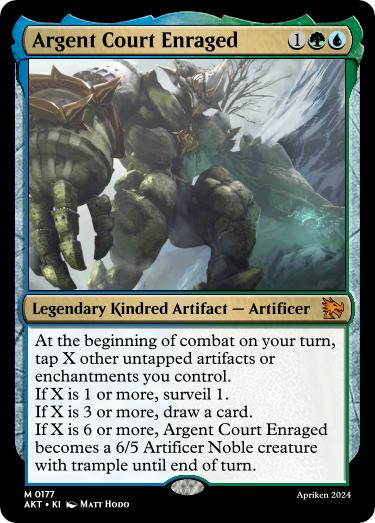 Argent Court Enraged 1
Legendary Kindred Artifact — Artificer
At the beginning of combat on your turn,
tap X other untapped artifacts or
enchantments you control.
If X is 1 or more, surveil 1.
If X is 3 or more, draw a card.
If X is 6 or more, Argent Court Enraged
becomes a 6/5 Artificer Noble creature
with trample until end of turn.
M 0177 Apriken 2024
AKT • KI Matt Hodo